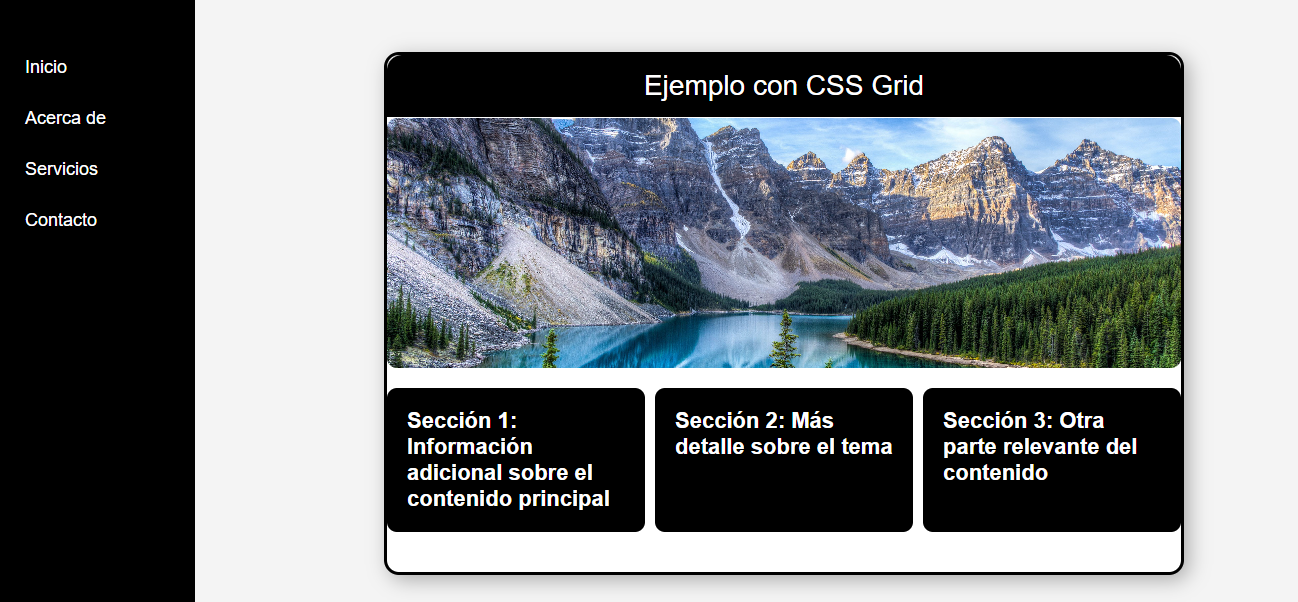 Inicio
Acerca de
Servicios
Contacto
Ejemplo con CSS Grid
Sección 1:
Información
adicional sobre el
contenido principal
Sección 2: Más
detalle sobre el tema
Sección 3: Otra
parte relevante del
contenido